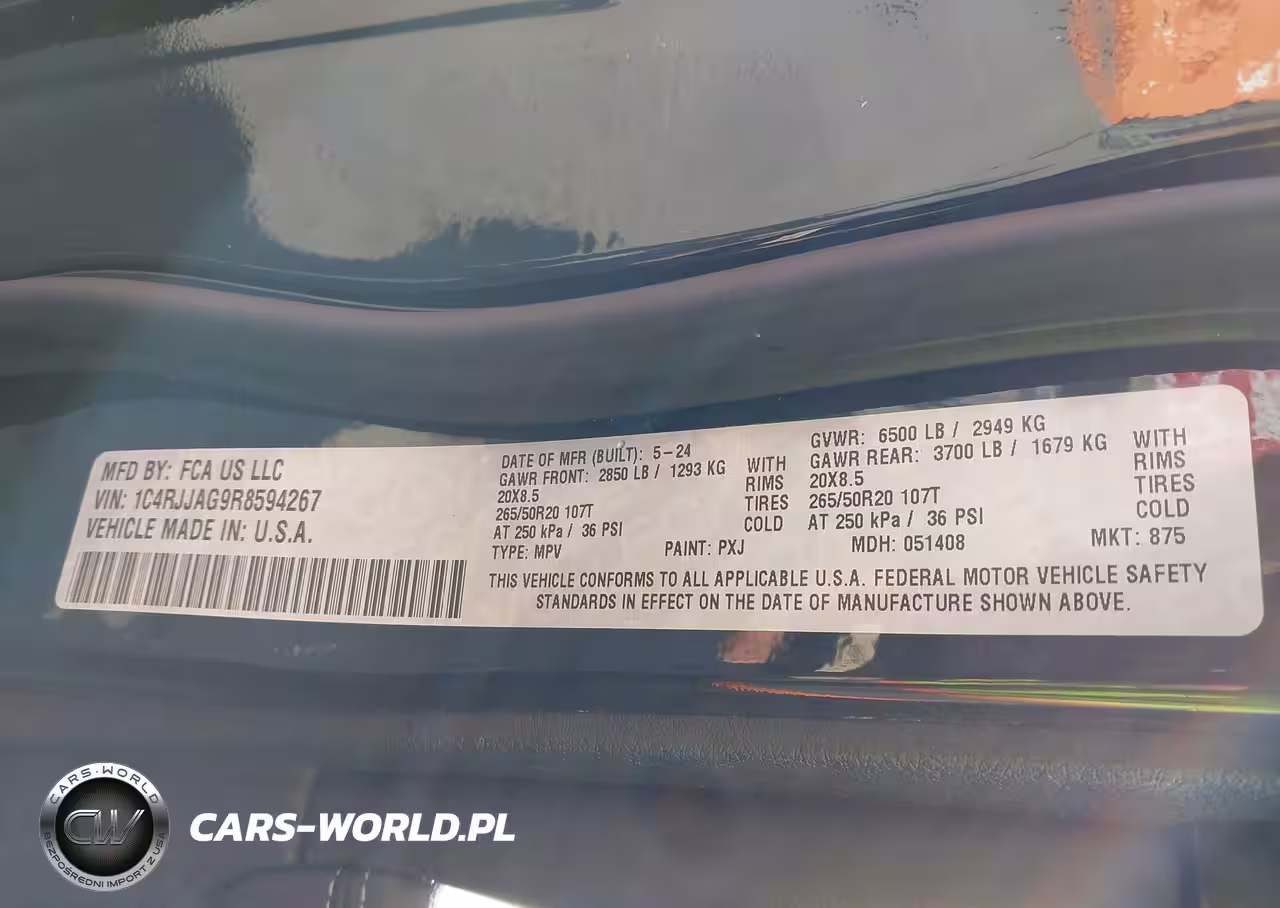 MFD BY: FCA US LLC
VIN: 1C4RJJAG9R8594267
VEHICLE MADE IN: U.S.A.
DATE OF MFR (BUILT): 5-24
GAWR FRONT: 2850 LB / 1293 KG WITH
20X8.5 RIMS
265/50R20 107T TIRES
AT 250 kPa / 36 PSI COLD
GVWR: 6500 LB / 2949 KG
GAWR REAR: 3700 LB / 1679 KG WITH
20X8.5 RIMS
265/50R20 107T TIRES
AT 250 kPa / 36 PSI COLD
TYPE: MPV PAINT: PXJ MDH: 051408 MKT: 875
THIS VEHICLE CONFORMS TO ALL APPLICABLE U.S.A. FEDERAL MOTOR VEHICLE SAFETY
STANDARDS IN EFFECT ON THE DATE OF MANUFACTURE SHOWN ABOVE.
CARS-WORLD
CW
BEZPOŚREDNI IMPORT Z USA
CARS-WORLD.PL